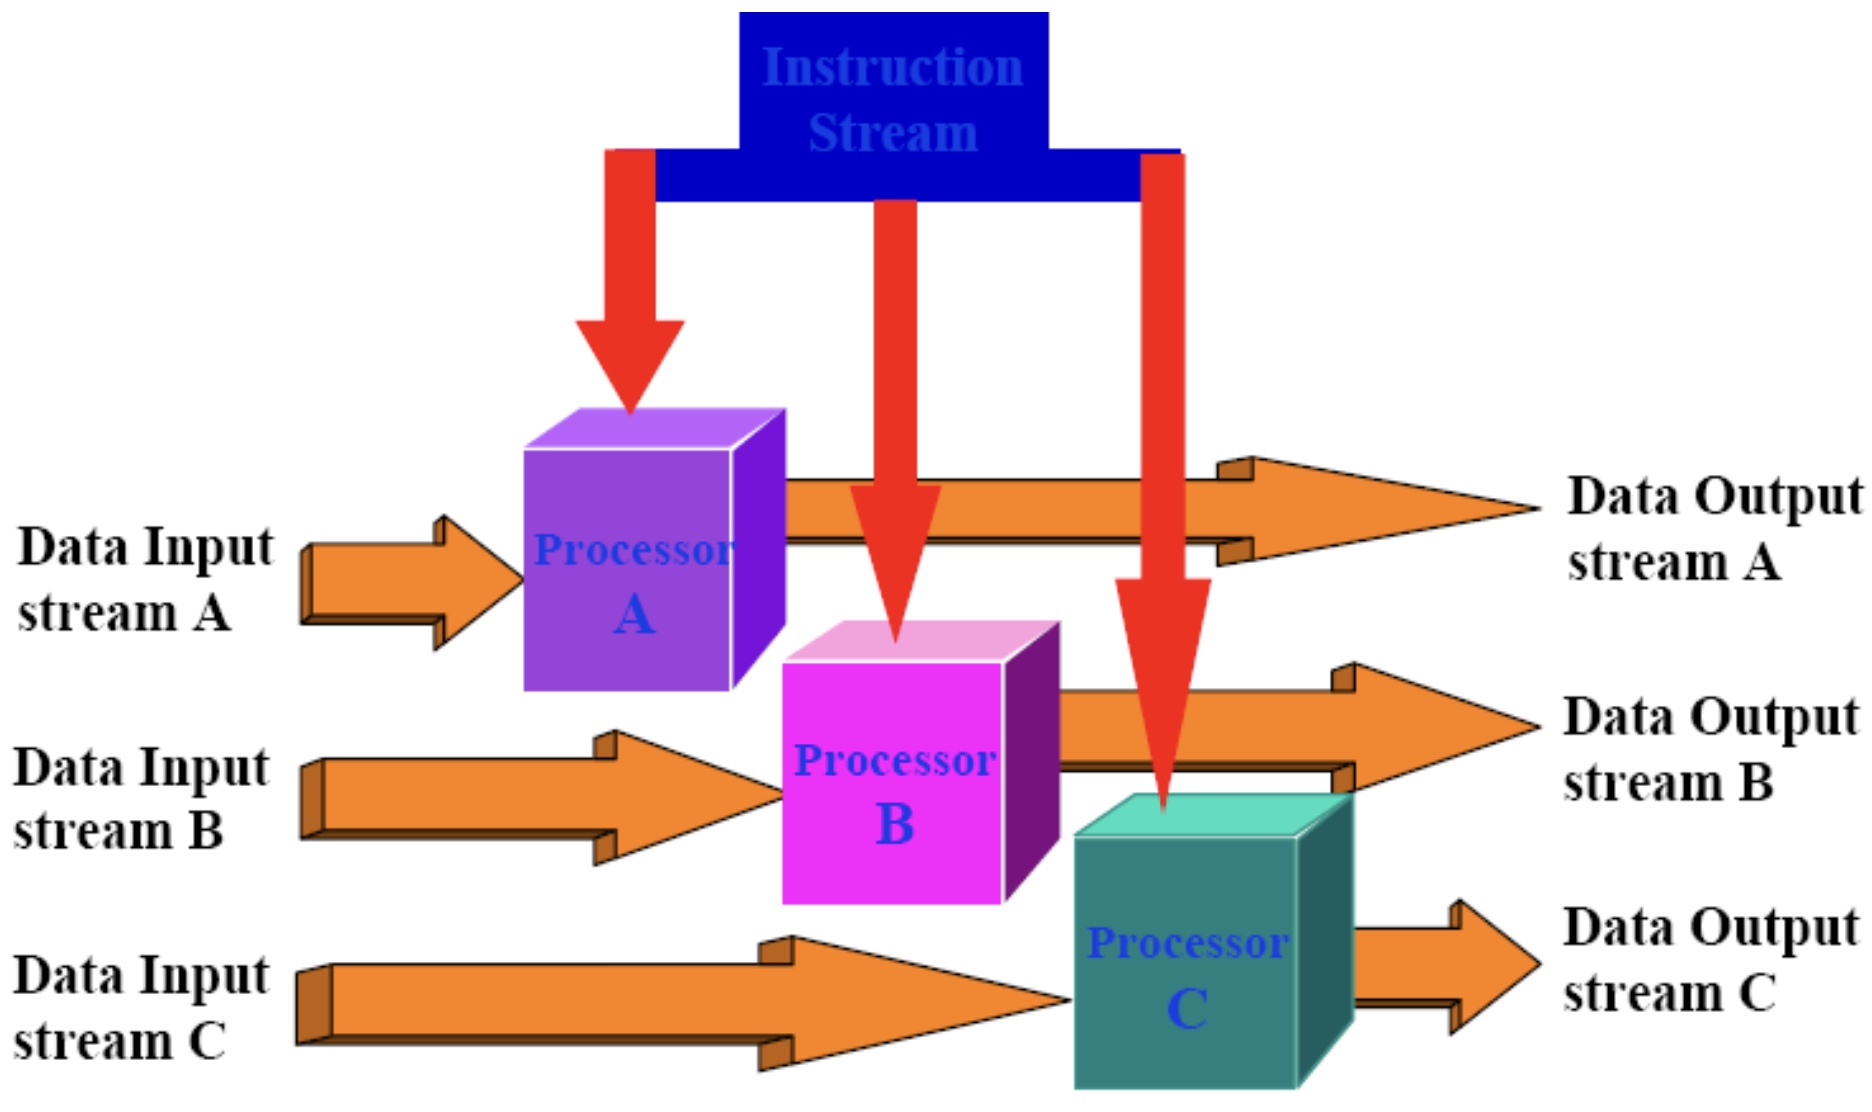 Instruction
Stream
Data Input
stream A
Processor
A
Data Output
stream A
Data Input
stream B
Processor
B
Data Output
stream B
Data Input
stream C
Processor
C
Data Output
stream C